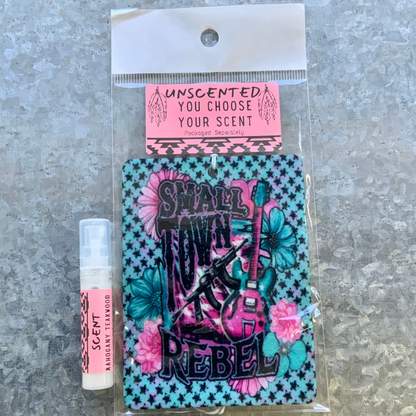 UNSCENTED
YOU CHOOSE
YOUR SCENT
Packaged Separately
SMALL
TOWN
REBEL
SCENT
MAHOGANY TEAKWOOD